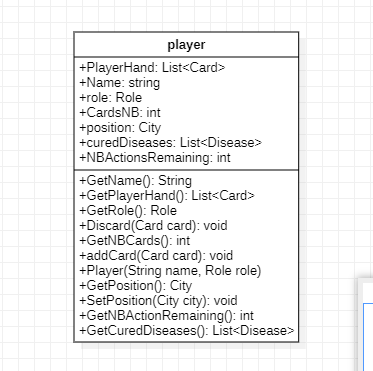 player
+PlayerHand: List<Card>
+Name: string
+role: Role
+CardsNB: int
+position: City
+curedDiseases: List<Disease>
+NBActionsRemaining: int
+GetName(): String
+GetPlayerHand(): List<Card>
+GetRole(): Role
+Discard(Card card): void
+GetNBCards(): int
+addCard(Card card): void
+Player(String name, Role role)
+GetPosition(): City
+SetPosition(City city): void
+GetNBActionRemaining(): int
+GetCuredDiseases(): List<Disease>